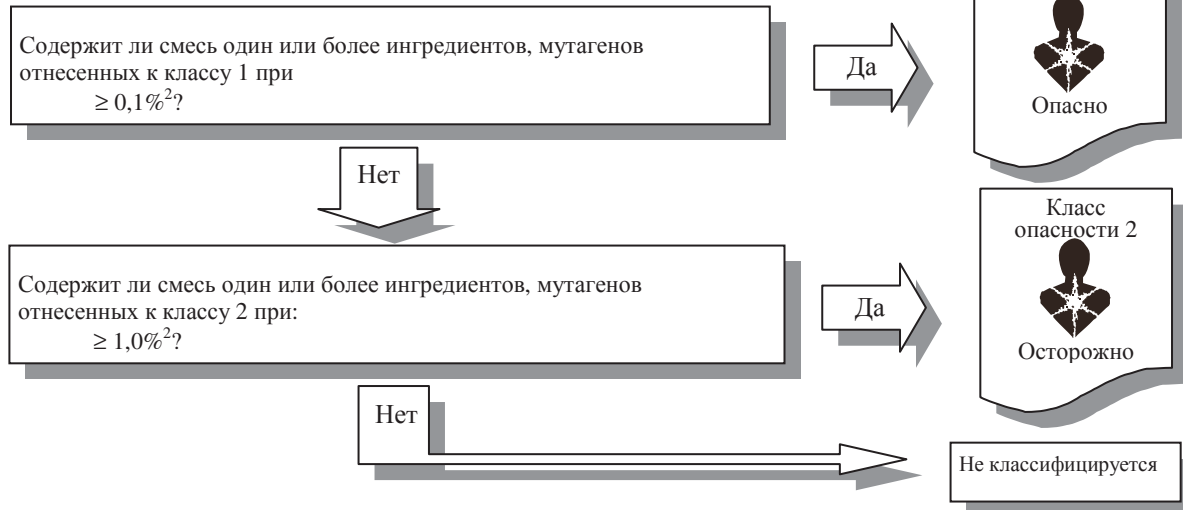 Содержит ли смесь один или более ингредиентов, мутагенов
отнесенных к классу 1 при
≥ 0,1%²?
Да
Опасно
Нет
Класс
опасности 2
Содержит ли смесь один или более ингредиентов, мутагенов
отнесенных к классу 2 при:
≥ 1,0%²?
Да
Осторожно
Нет
Не классифицируется